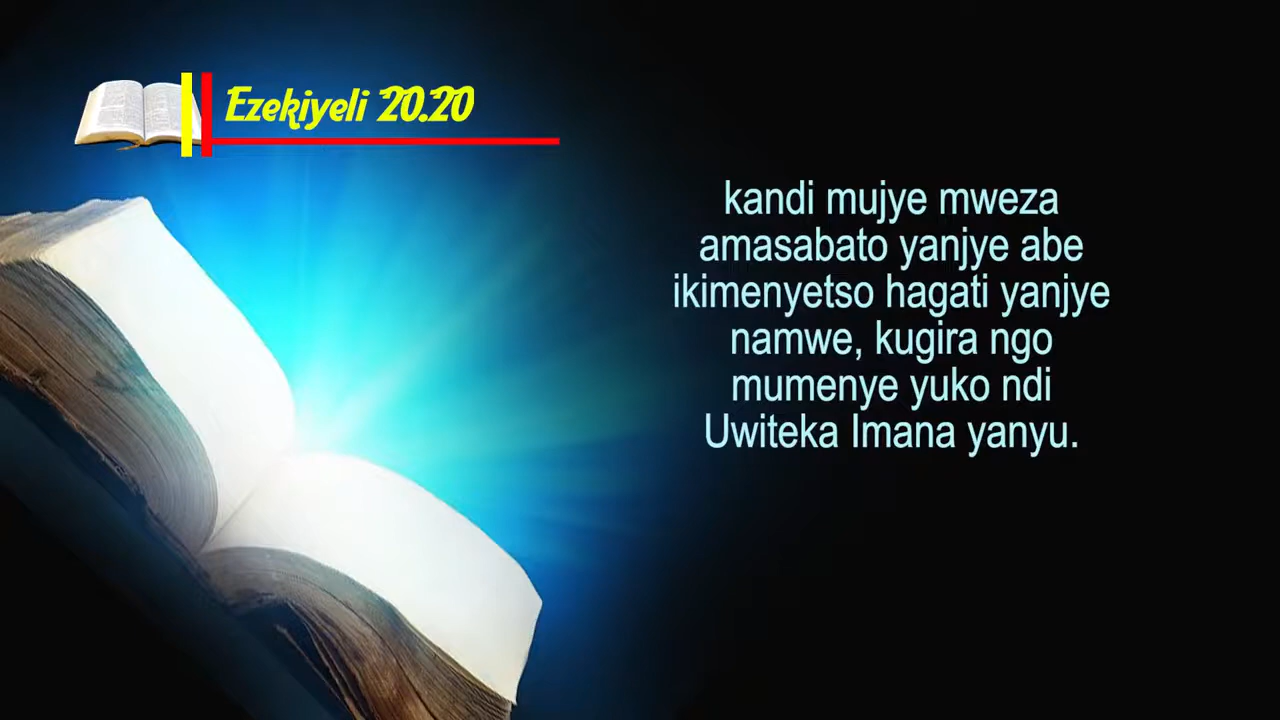 Ezekiyeli 20.20
kandi mujye mweza
amasabato yanjye abe
ikimenyetso hagati yanjye
namwe, kugira ngo
mumenye yuko ndi
Uwiteka Imana yanyu.